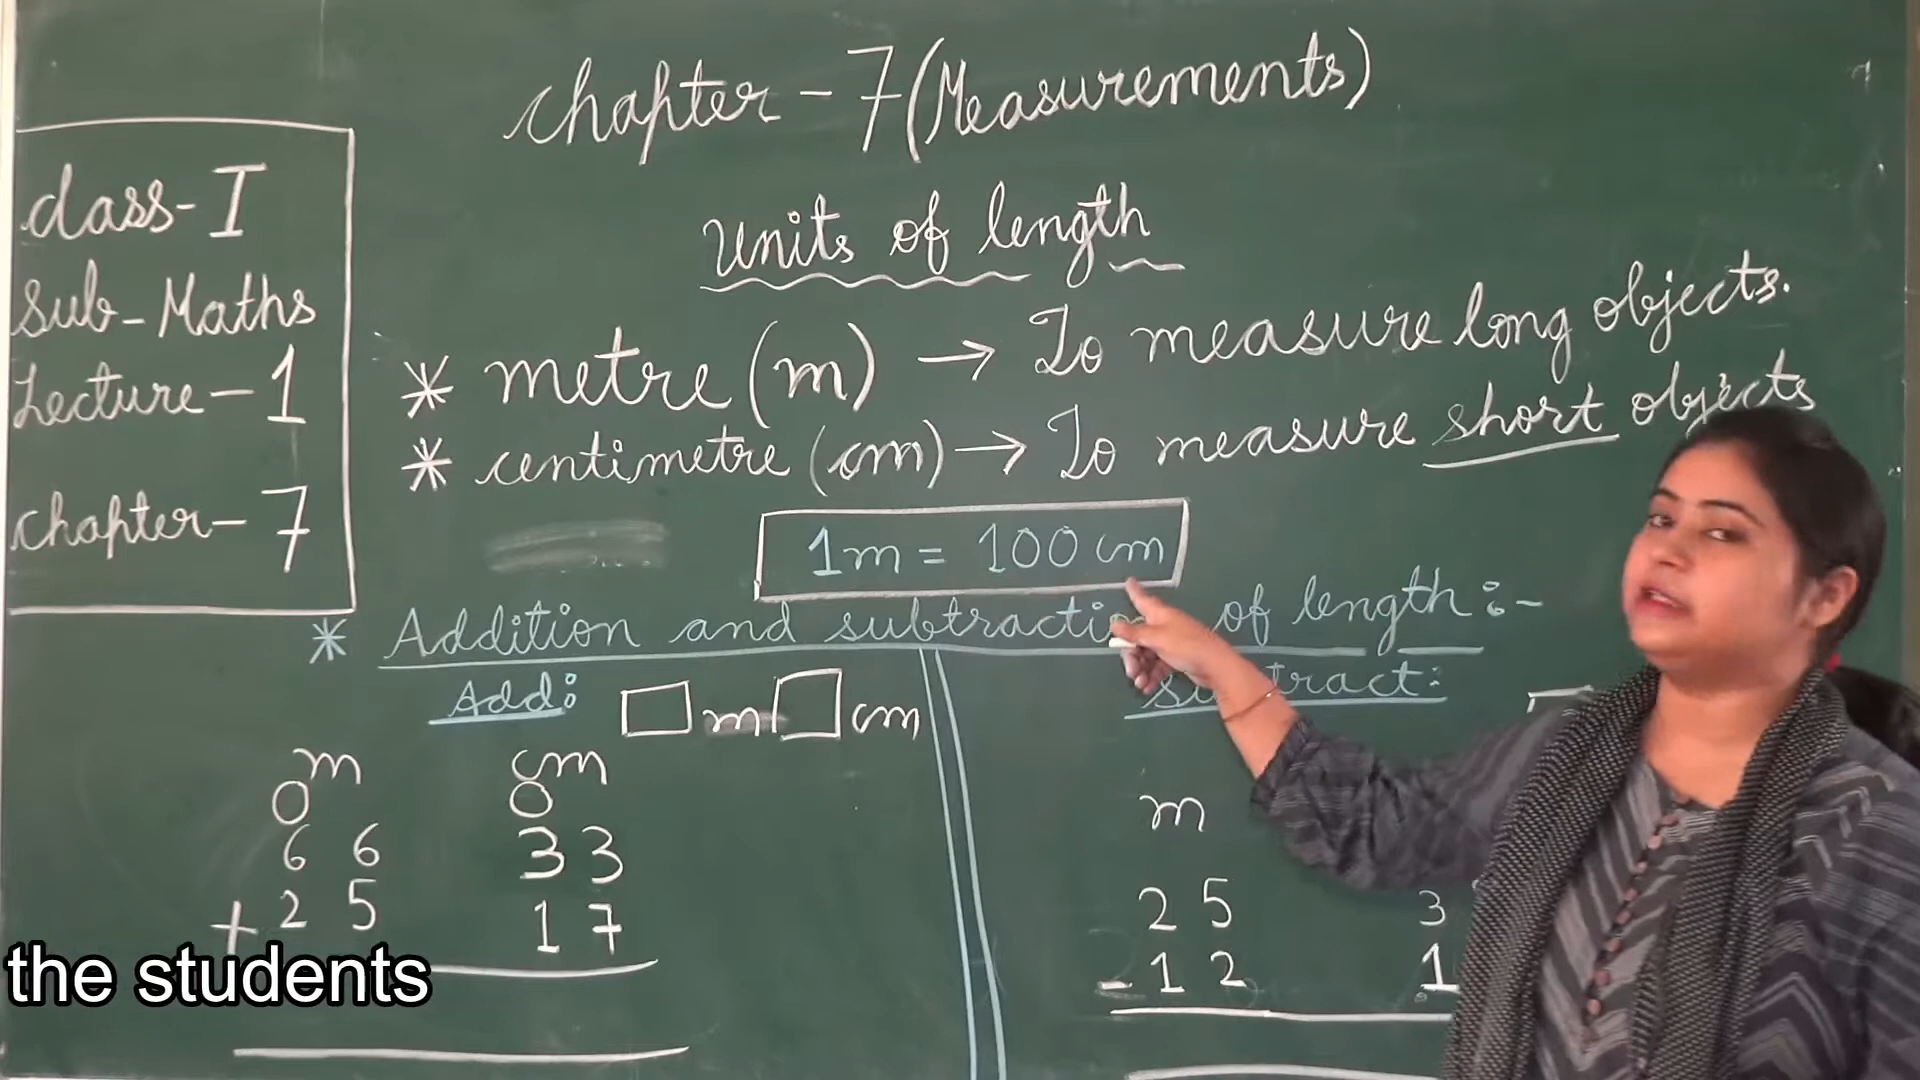 Chapter - 7 (Measurements)
Class - I
Sub - Maths
Lecture - 1
Chapter - 7
Units of length
* metre (m) → To measure long objects.
* centimetre (cm) → To measure short objects
1m = 100 cm
* Addition and subtraction of length :-
Add: □ m □ cm
m cm
O O
6 6 3 3
+ 2 5 1 7
Subtract:
m
2 5 3
- 1 2 1
the students